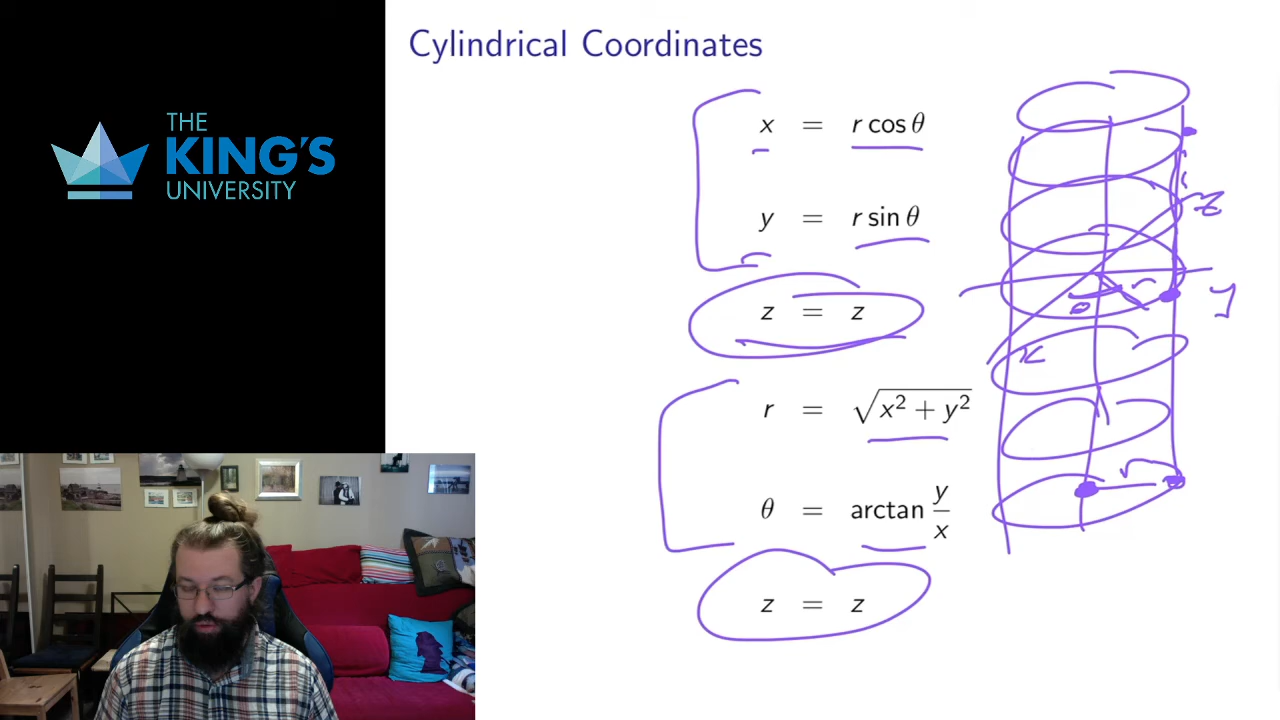 THE
KING'S
UNIVERSITY
Cylindrical Coordinates
x = r cos θ
y = r sin θ
z = z
r = √x² + y²
θ = arctan y/x
z = z
z
y
r
θ
x
r